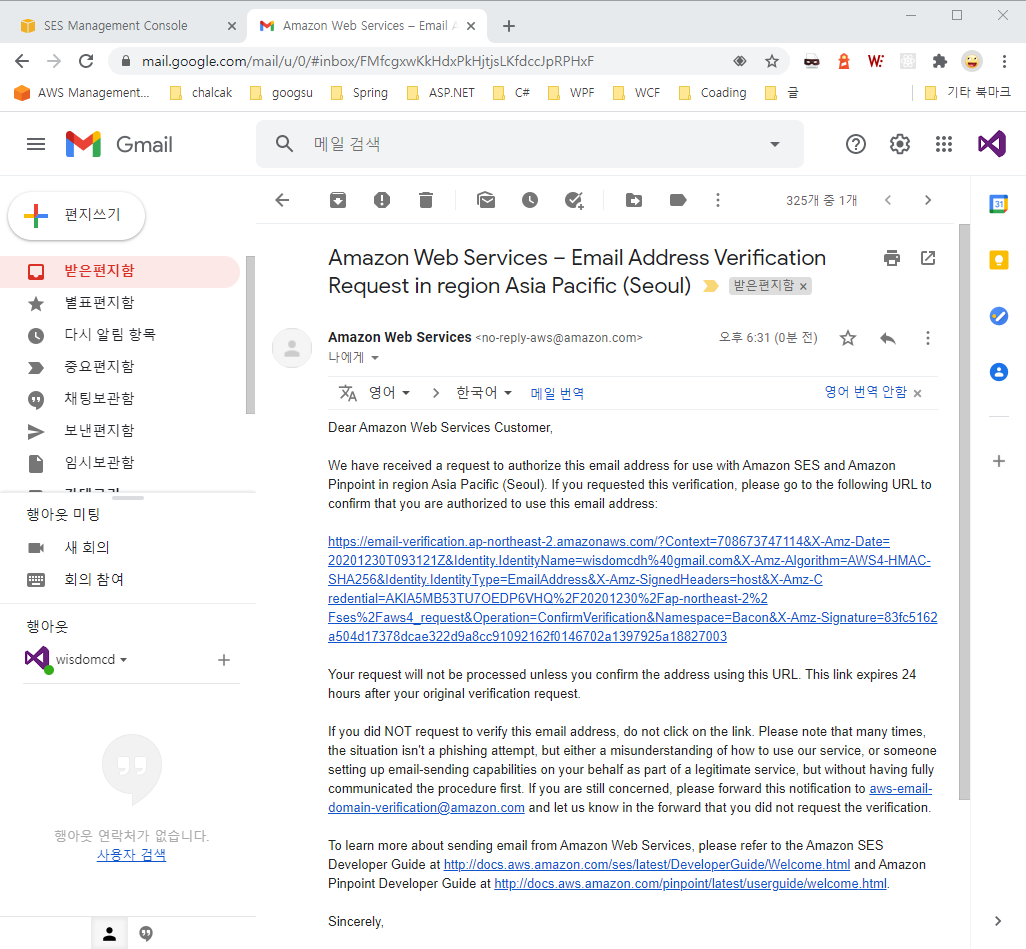 SES Management Console
Amazon Web Services – Email A
mail.google.com/mail/u/0/#inbox/FMfcgxwKkHdxPkHjtjsLKfdccJpRPHxF
AWS Management...
chalcak
googsu
Spring
ASP.NET
C#
WPF
WCF
Coading
글
기타 북마크
Gmail
메일 검색
편지쓰기
325개 중 1개
31
받은편지함
별표편지함
다시 알림 항목
중요편지함
채팅보관함
보낸편지함
임시보관함
행아웃 미팅
새 회의
회의 참여
행아웃
wisdomcd
행아웃 연락처가 없습니다.
사용자 검색
Amazon Web Services – Email Address Verification
Request in region Asia Pacific (Seoul)
받은편지함 ×
Amazon Web Services <no-reply-aws@amazon.com>
오후 6:31 (0분 전)
나에게
영어
한국어
메일 번역
영어 번역 안함 ×
Dear Amazon Web Services Customer,
We have received a request to authorize this email address for use with Amazon SES and Amazon
Pinpoint in region Asia Pacific (Seoul). If you requested this verification, please go to the following URL to
confirm that you are authorized to use this email address:
https://email-verification.ap-northeast-2.amazonaws.com/?Context=708673747114&X-Amz-Date=
20201230T093121Z&Identity.IdentityName=wisdomcdh%40gmail.com&X-Amz-Algorithm=AWS4-HMAC-
SHA256&Identity.IdentityType=EmailAddress&X-Amz-SignedHeaders=host&X-Amz-C
redential=AKIA5MB53TU7OEDP6VHQ%2F20201230%2Fap-northeast-2%2
Fses%2Faws4_request&Operation=ConfirmVerification&Namespace=Bacon&X-Amz-Signature=83fc5162
a504d17378dcae322d9a8cc91092162f0146702a1397925a18827003
Your request will not be processed unless you confirm the address using this URL. This link expires 24
hours after your original verification request.
If you did NOT request to verify this email address, do not click on the link. Please note that many times,
the situation isn't a phishing attempt, but either a misunderstanding of how to use our service, or someone
setting up email-sending capabilities on your behalf as part of a legitimate service, but without having fully
communicated the procedure first. If you are still concerned, please forward this notification to aws-email-
domain-verification@amazon.com and let us know in the forward that you did not request the verification.
To learn more about sending email from Amazon Web Services, please refer to the Amazon SES
Developer Guide at http://docs.aws.amazon.com/ses/latest/DeveloperGuide/Welcome.html and Amazon
Pinpoint Developer Guide at http://docs.aws.amazon.com/pinpoint/latest/userguide/welcome.html.
Sincerely,